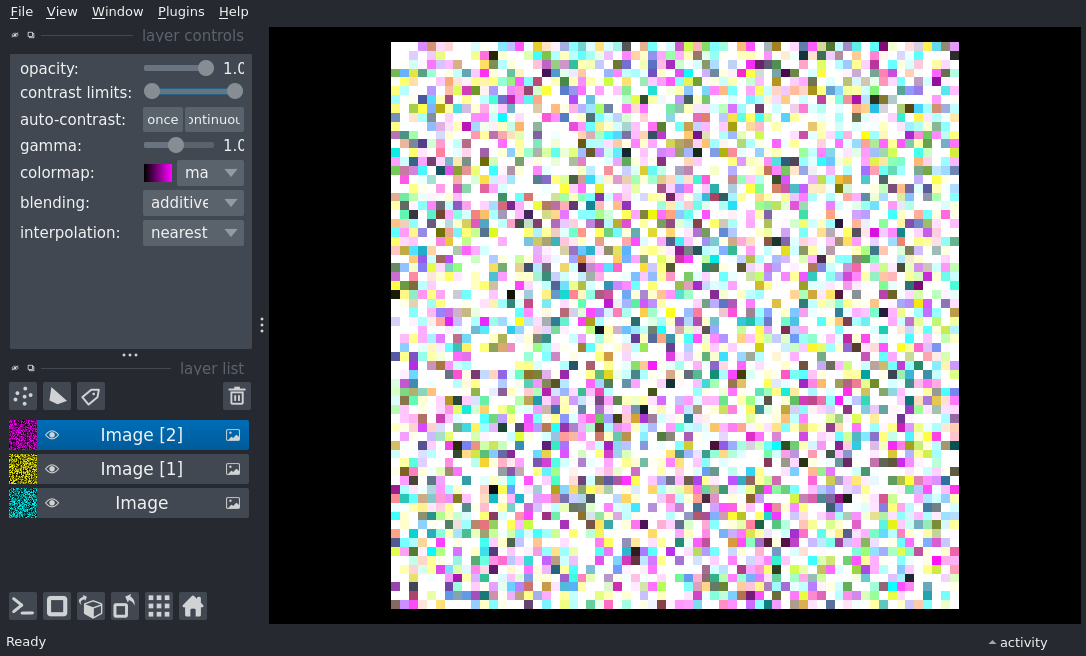 File View Window Plugins Help
layer controls
opacity: 1.0
contrast limits:
auto-contrast: once ontinuou
gamma: 1.0
colormap: ma
blending: additive
interpolation: nearest
layer list
Image [2]
Image [1]
Image
Ready
activity